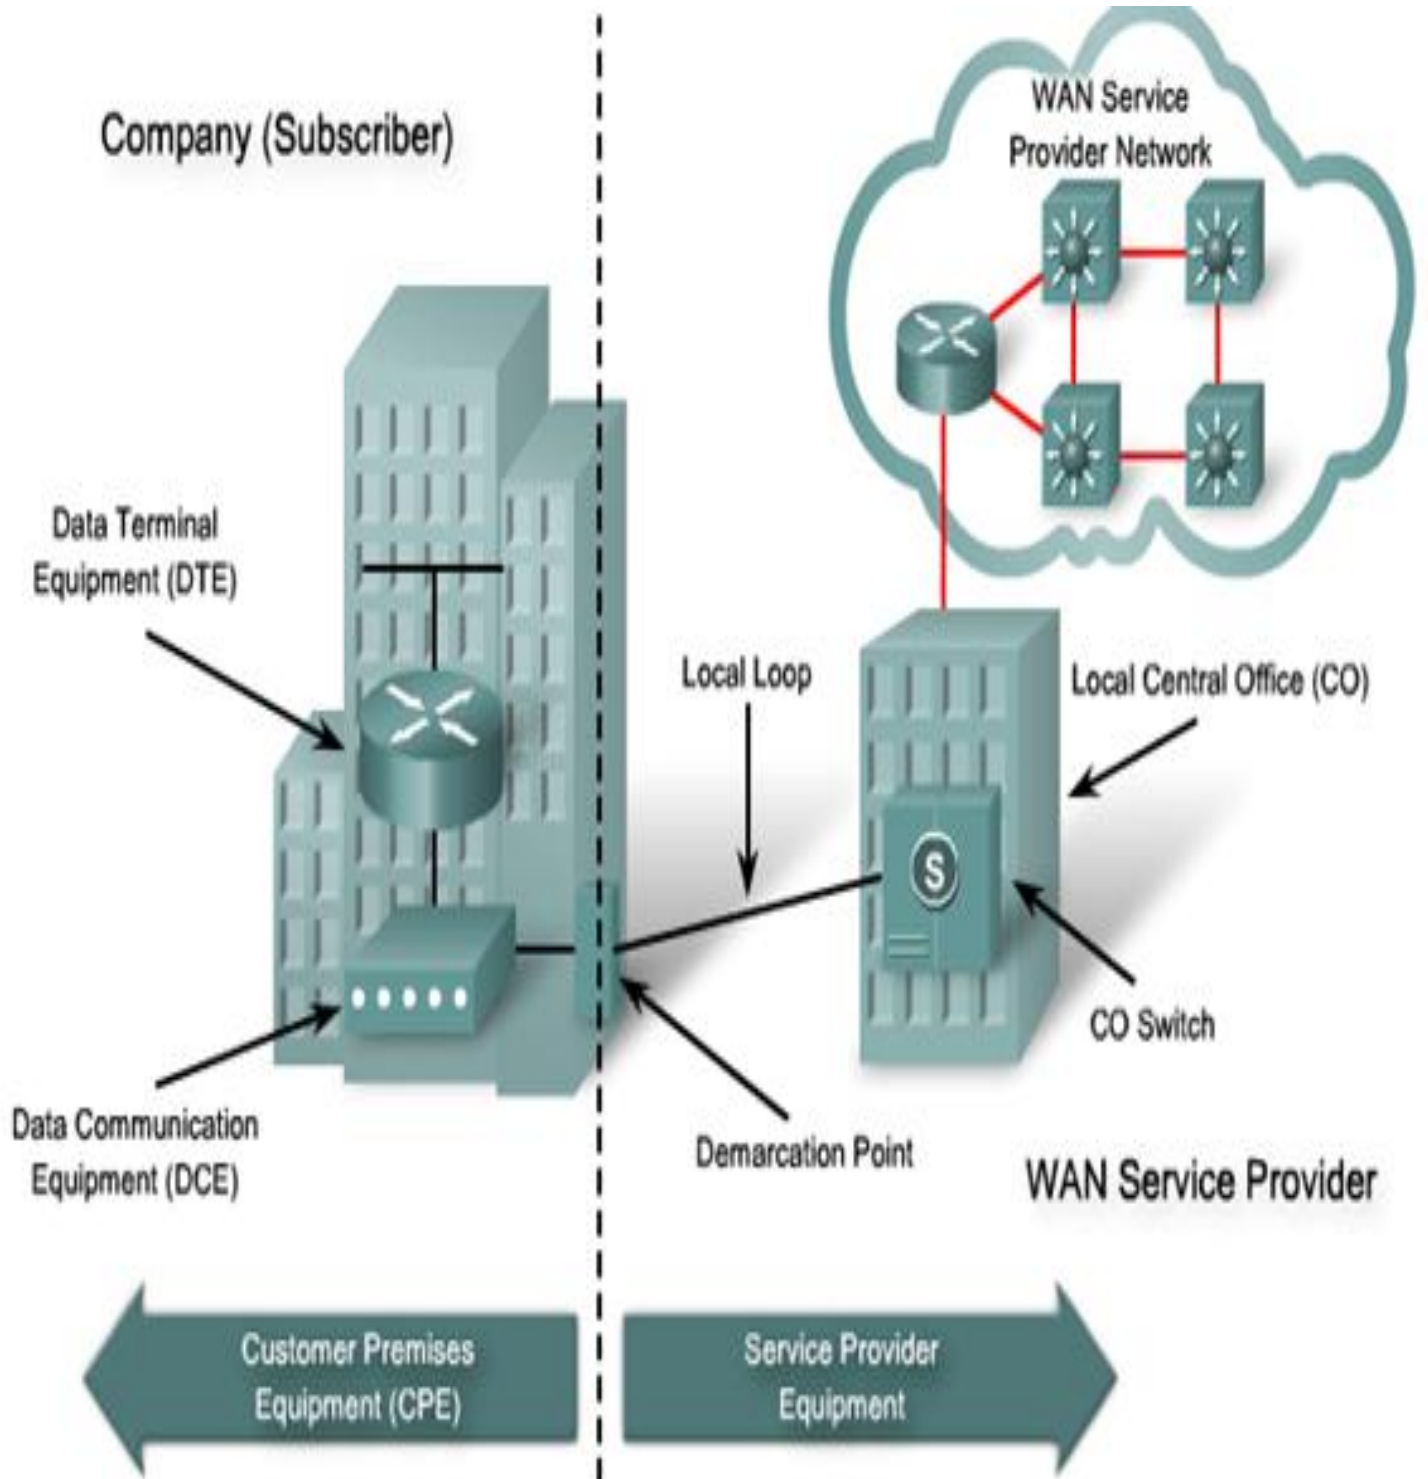 Company (Subscriber)
WAN Service
Provider Network
Data Terminal
Equipment (DTE)
Local Loop
Local Central Office (CO)
S
CO Switch
Data Communication
Equipment (DCE)
Demarcation Point
WAN Service Provider
Customer Premises
Equipment (CPE)
Service Provider
Equipment